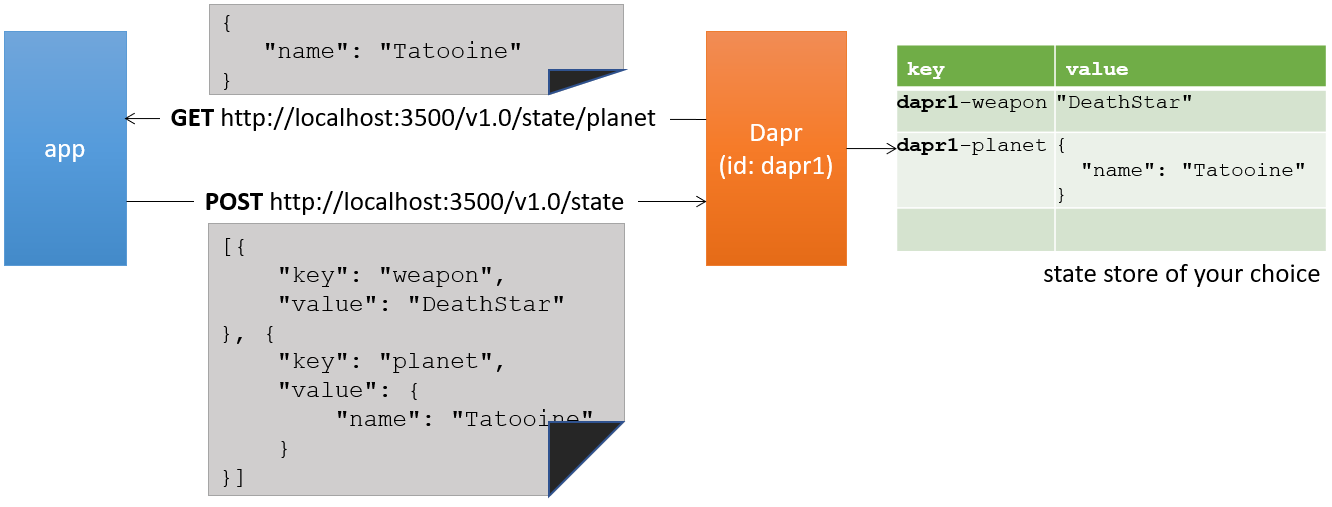 {
"name": "Tatooine"
}
app
GET http://localhost:3500/v1.0/state/planet
POST http://localhost:3500/v1.0/state
[{
"key": "weapon",
"value": "DeathStar"
}, {
"key": "planet",
"value": {
"name": "Tatooine"
}
}]
Dapr
(id: dapr1)
key value
dapr1-weapon "DeathStar"
dapr1-planet {
"name": "Tatooine"
}
state store of your choice